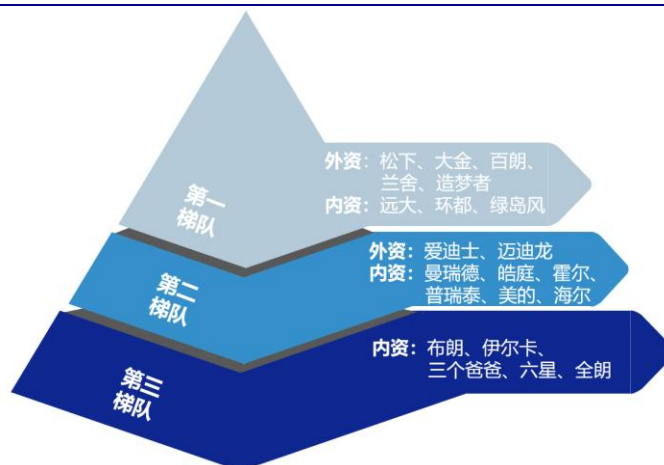 第一
梯队
外资：松下、大金、百朗、
兰舍、造梦者
内资：远大、环都、绿岛风
第二
梯队
外资：爱迪士、迈迪龙
内资：曼瑞德、皓庭、霍尔、
普瑞泰、美的、海尔
第三
梯队
内资：布朗、伊尔卡、
三个爸爸、六星、全朗